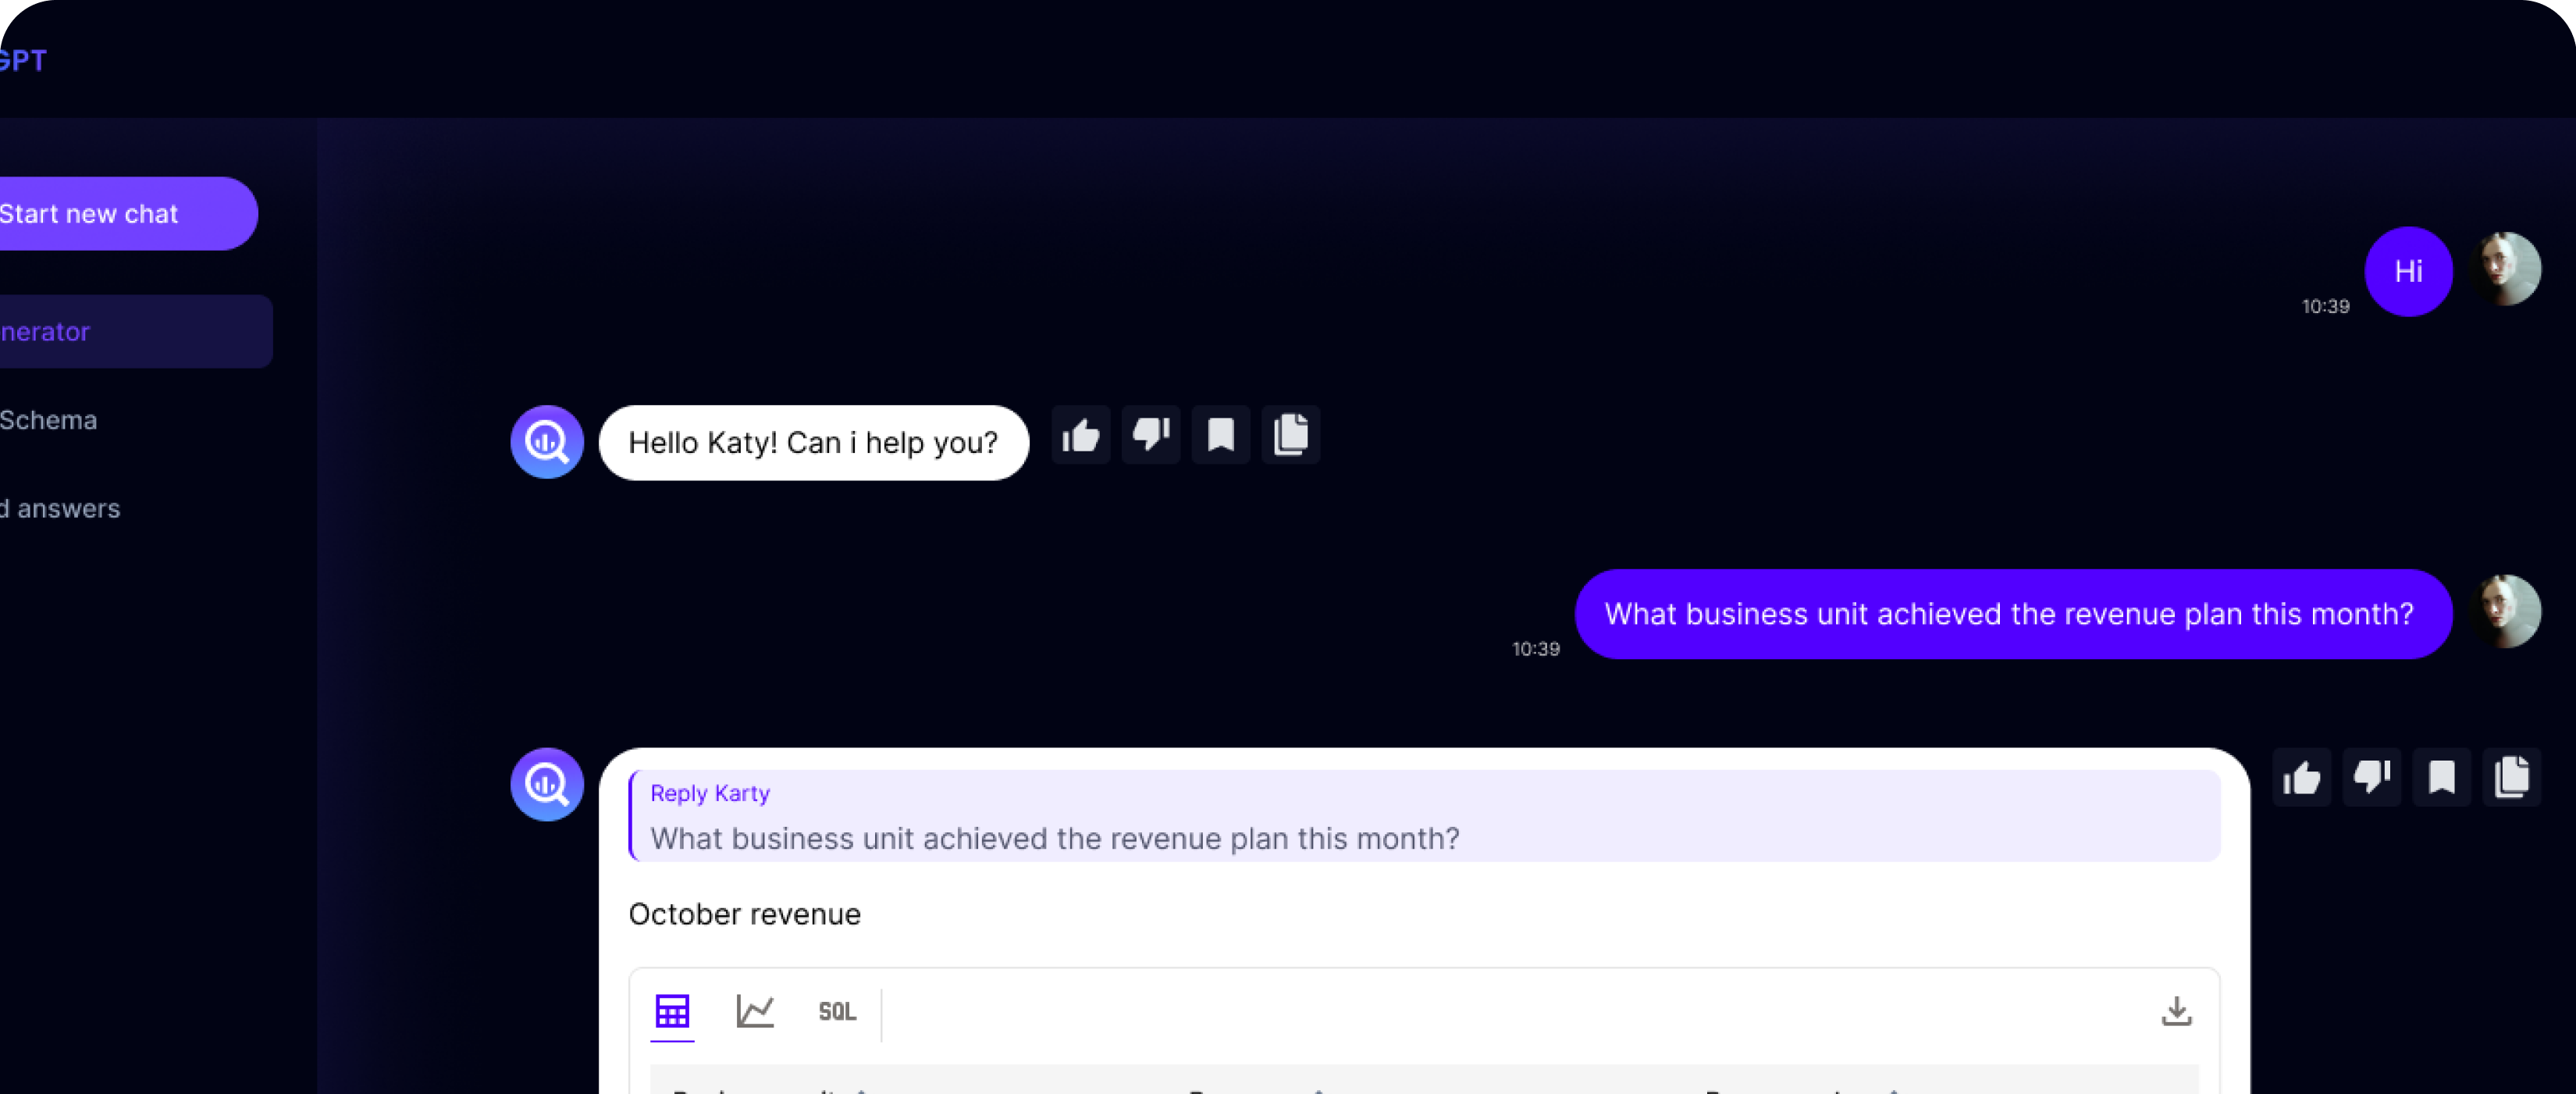 GPT
Start new chat
nerator
Schema
d answers
Hi
10:39
Hello Katy! Can i help you?
What business unit achieved the revenue plan this month?
10:39
Reply Karty
What business unit achieved the revenue plan this month?
October revenue
SQL